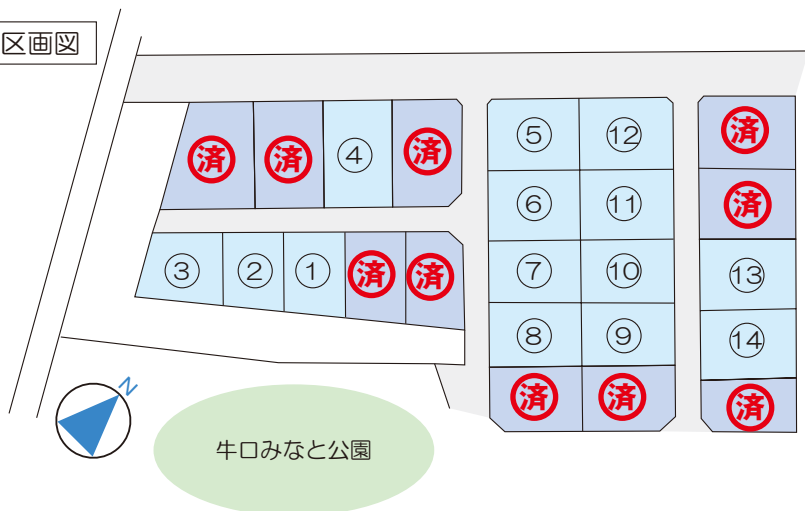 区画図
済 済 ④ 済 ⑤ ⑫ 済
⑥ ⑪ 済
③ ② ① 済 済 ⑦ ⑩ ⑬
⑧ ⑨ ⑭
済 済 済
N
牛口みなと公園